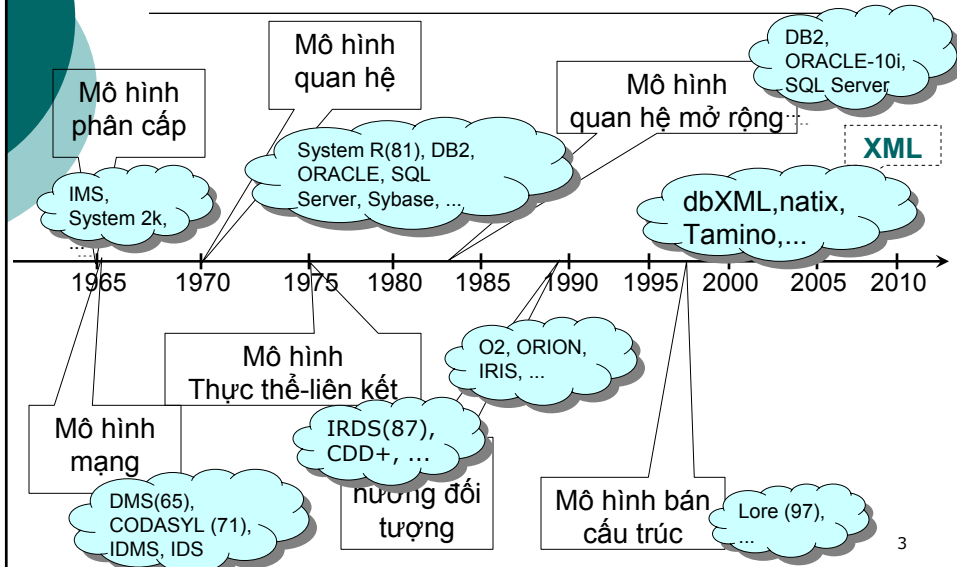 Mô hình
phân cấp
Mô hình
quan hệ
Mô hình
quan hệ mở rộng
DB2,
ORACLE-10i,
SQL Server
...
XML
IMS,
System 2k,
...
System R(81), DB2,
ORACLE, SQL
Server, Sybase, ...
dbXML,natix,
Tamino,...
1965 1970 1975 1980 1985 1990 1995 2000 2005 2010
Mô hình
Thực thể-liên kết
O2, ORION,
IRIS, ...
Mô hình
mạng
IRDS(87),
CDD+, ...
hướng đối
tượng
DMS(65),
CODASYL (71),
IDMS, IDS
Mô hình bán
cấu trúc
Lore (97),
...
3